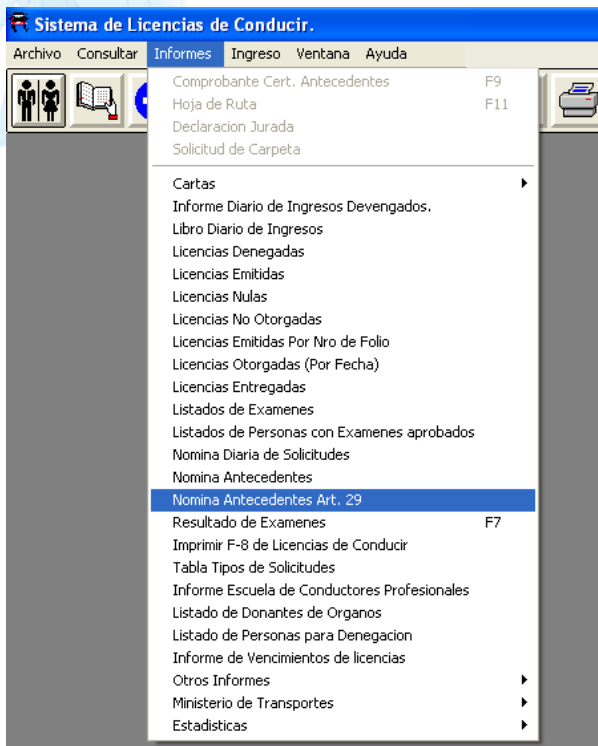 Sistema de Licencias de Conducir.
Archivo Consultar Informes Ingreso Ventana Ayuda
Comprobante Cert. Antecedentes F9
Hoja de Ruta F11
Declaracion Jurada
Solicitud de Carpeta
Cartas
Informe Diario de Ingresos Devengados.
Libro Diario de Ingresos
Licencias Denegadas
Licencias Emitidas
Licencias Nulas
Licencias No Otorgadas
Licencias Emitidas Por Nro de Folio
Licencias Otorgadas (Por Fecha)
Licencias Entregadas
Listados de Examenes
Listados de Personas con Examenes aprobados
Nomina Diaria de Solicitudes
Nomina Antecedentes
Nomina Antecedentes Art. 29
Resultado de Examenes F7
Imprimir F-8 de Licencias de Conducir
Tabla Tipos de Solicitudes
Informe Escuela de Conductores Profesionales
Listado de Donantes de Organos
Listado de Personas para Denegacion
Informe de Vencimientos de licencias
Otros Informes
Ministerio de Transportes
Estadisticas